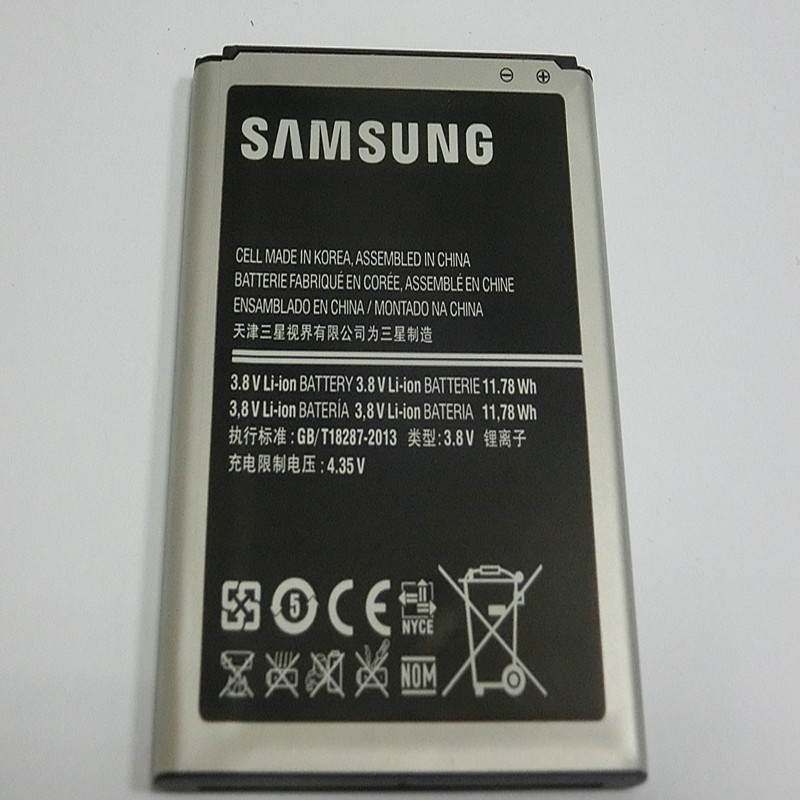 SAMSUNG
CELL MADE IN KOREA, ASSEMBLED IN CHINA
BATTERIE FABRIQUÉ EN CORÉE, ASSEMBLÉ EN CHINE
ENSAMBLADO EN CHINA / MONTADO NA CHINA
天津三星视界有限公司为三星制造
3.8 V Li-ion BATTERY 3.8 V Li-ion BATTERIE 11.78 Wh
3,8 V Li-ion BATERÍA 3,8 V Li-ion BATERIA 11,78 Wh
执行标准 : GB/T18287-2013 类型: 3.8 V 锂离子
充电限制电压 : 4.35 V
5 CE NYCE
NOM